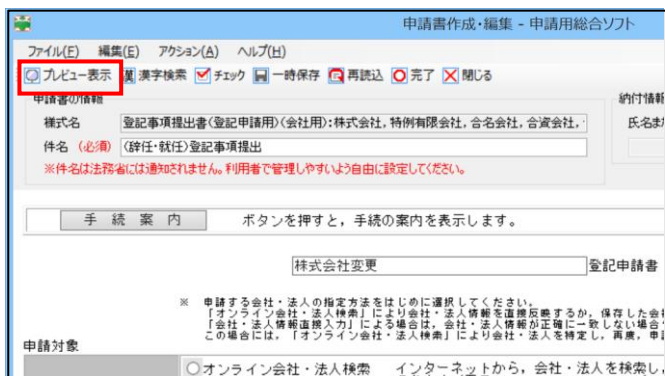 申請書作成・編集 - 申請用総合ソフト
ファイル(F) 編集(E) アクション(A) ヘルプ(H)
プレビュー表示 漢 漢字検索 チェック 一時保存 再読込 完了 閉じる
申請書の情報 納付情報
様式名 登記事項提出書(登記申請用)(会社用):株式会社,特例有限会社,合名会社,合資会社, 氏名ま
件名 (必須) (辞任・就任)登記事項提出
※件名は法務省には通知されません。利用者で管理しやすいよう自由に設定してください。
手 続 案 内 ボタンを押すと,手続の案内を表示します。
株式会社変更 登記申請書
※ 申請する会社・法人の指定方法をはじめに選択してください。
「オンライン会社・法人検索」により会社・法人情報を直接反映するか,保存した会
「会社・法人情報直接入力」による場合は,会社・法人情報が正確に一致しない場合
この場合には,「オンライン会社・法人検索」により会社・法人を特定し,再度,申
申請対象
オンライン会社・法人検索 インターネットから,会社・法人を検索し,